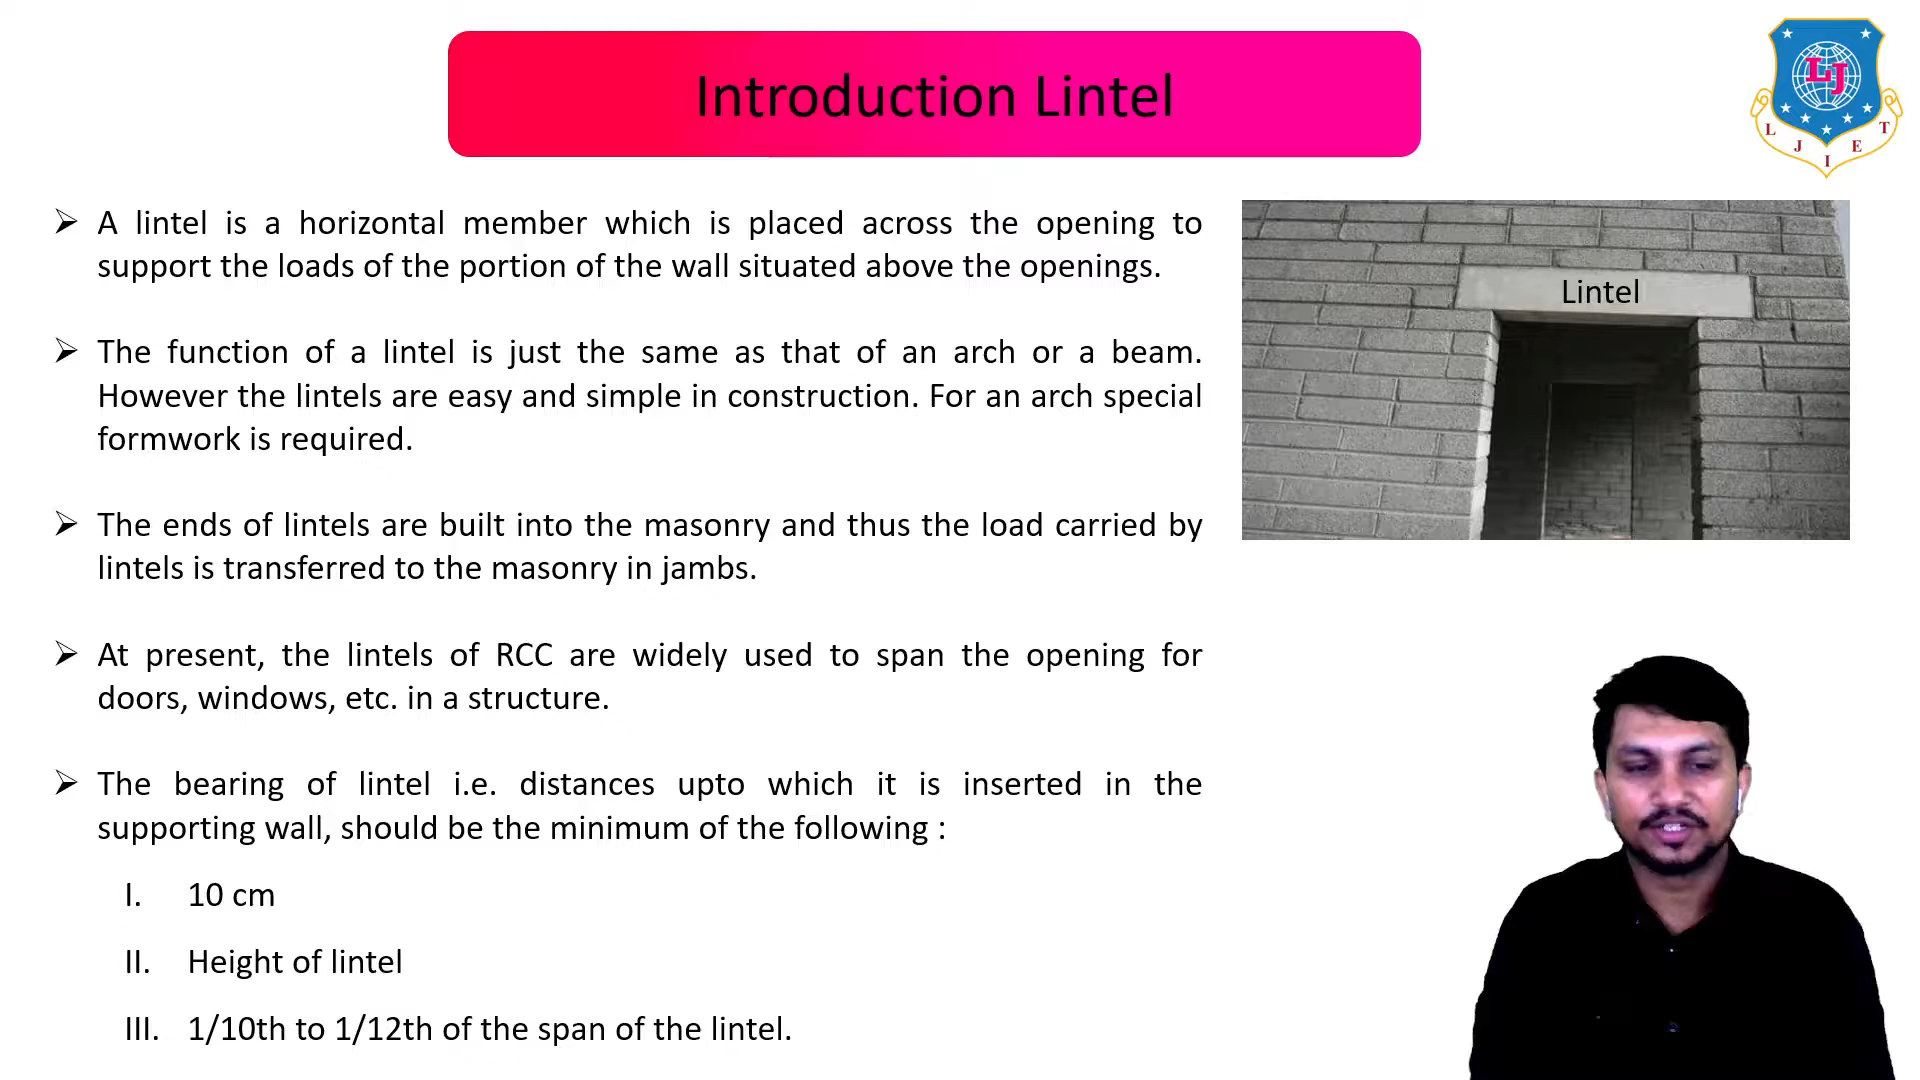 Introduction Lintel
LJ
L J I E T
➢ A lintel is a horizontal member which is placed across the opening to
support the loads of the portion of the wall situated above the openings.
Lintel
➢ The function of a lintel is just the same as that of an arch or a beam.
However the lintels are easy and simple in construction. For an arch special
formwork is required.
➢ The ends of lintels are built into the masonry and thus the load carried by
lintels is transferred to the masonry in jambs.
➢ At present, the lintels of RCC are widely used to span the opening for
doors, windows, etc. in a structure.
➢ The bearing of lintel i.e. distances upto which it is inserted in the
supporting wall, should be the minimum of the following :
I. 10 cm
II. Height of lintel
III. 1/10th to 1/12th of the span of the lintel.